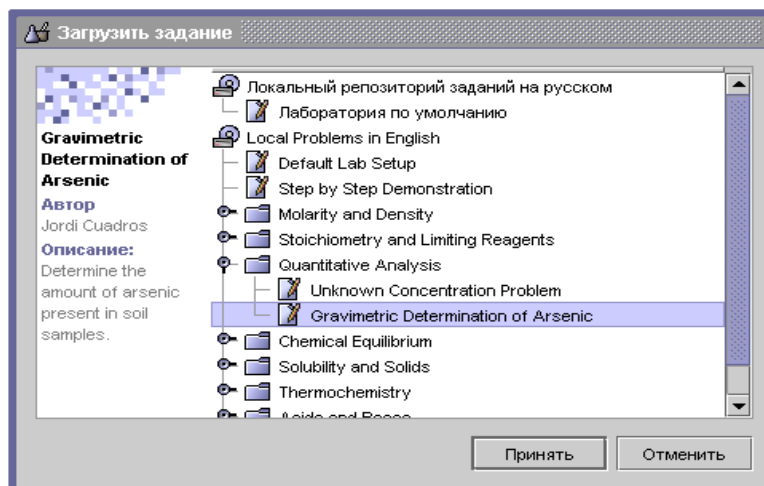 Загрузить задание
Gravimetric
Determination of
Arsenic
Автор
Jordi Cuadros
Описание:
Determine the
amount of arsenic
present in soil
samples.
Локальный репозиторий заданий на русском
Лаборатория по умолчанию
Local Problems in English
Default Lab Setup
Step by Step Demonstration
Molarity and Density
Stoichiometry and Limiting Reagents
Quantitative Analysis
Unknown Concentration Problem
Gravimetric Determination of Arsenic
Chemical Equilibrium
Solubility and Solids
Thermochemistry
Acids and Bases
Принять
Отменить